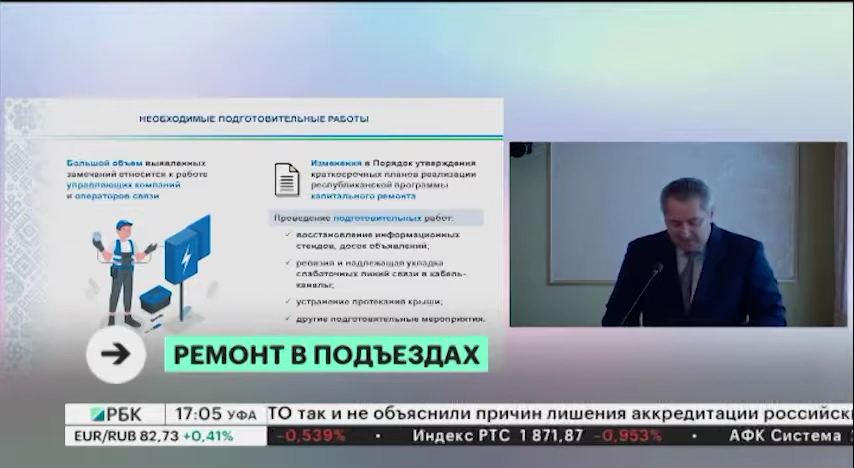 НЕОБХОДИМЫЕ ПОДГОТОВИТЕЛЬНЫЕ РАБОТЫ
Большой объем выявленных
замечаний относится к работе
управляющих компаний
и операторов связи
Изменения в Порядок утверждения
краткосрочных планов реализации
республиканской программы
капитального ремонта
Проведение подготовительных работ:
✓ восстановление информационных
стендов, досок объявлений;
✓ ревизия и надлежащая укладка
слаботочных линий связи в кабель-
каналы;
✓ устранение протекания крыши;
✓ другие подготовительные мероприятия.
РЕМОНТ В ПОДЪЕЗДАХ
РБК 17:05 УФА ТО так и не объяснили причин лишения аккредитации российск
EUR/RUB 82,73 +0,41% -0,539% • Индекс РТС 1 871,87 -0,953% • АФК Система